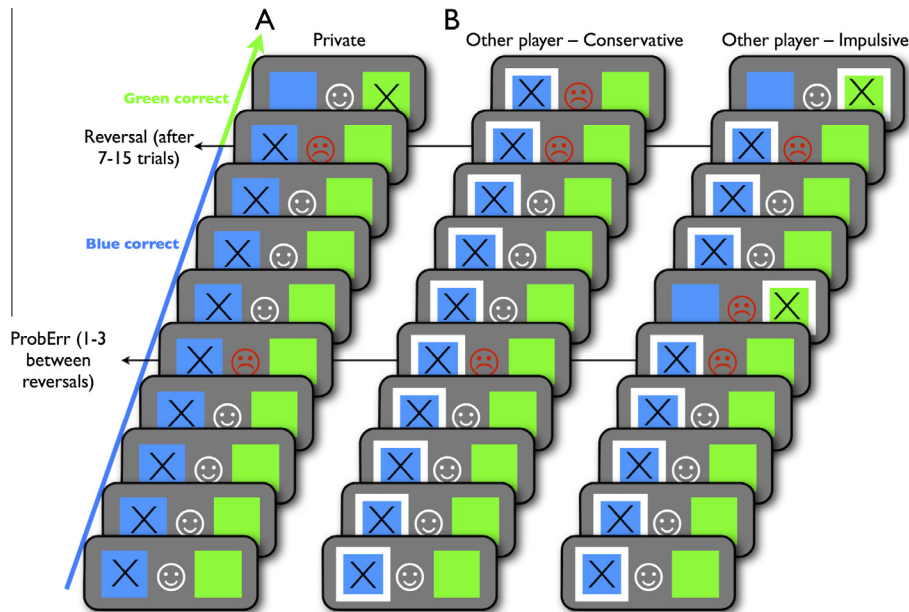 A
B
Private
Other player – Conservative
Other player – Impulsive
Green correct
Reversal (after
7-15 trials)
Blue correct
ProbErr (1-3
between
reversals)